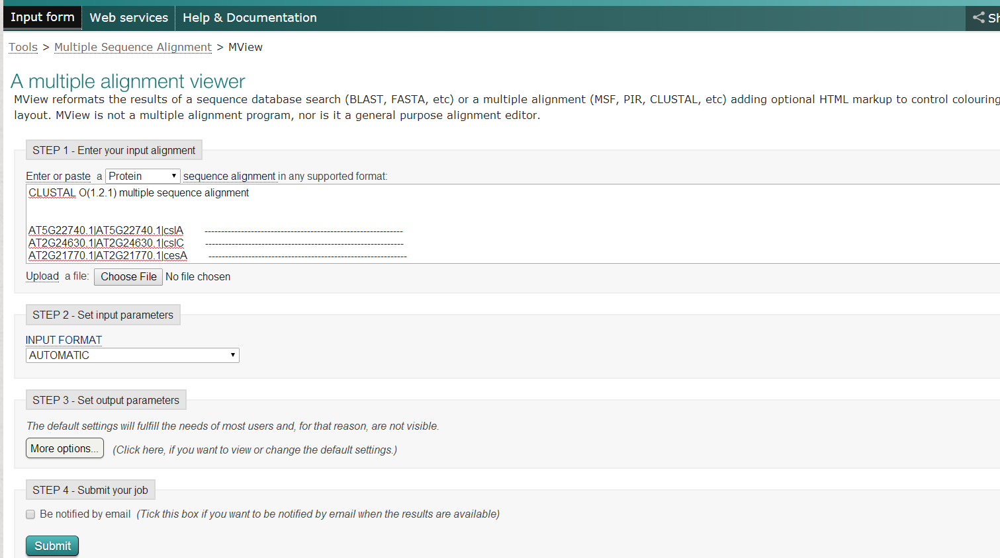 Input form Web services Help & Documentation
Tools > Multiple Sequence Alignment > MView
A multiple alignment viewer
MView reformats the results of a sequence database search (BLAST, FASTA, etc) or a multiple alignment (MSF, PIR, CLUSTAL, etc) adding optional HTML markup to control colouring
layout. MView is not a multiple alignment program, nor is it a general purpose alignment editor.
STEP 1 - Enter your input alignment
Enter or paste a Protein sequence alignment in any supported format:
CLUSTAL O(1.2.1) multiple sequence alignment
AT5G22740.1|AT5G22740.1|cslA ------------------------------------------------------------
AT2G24630.1|AT2G24630.1|cslC ------------------------------------------------------------
AT2G21770.1|AT2G21770.1|cesA ------------------------------------------------------------
Upload a file: Choose File No file chosen
STEP 2 - Set input parameters
INPUT FORMAT
AUTOMATIC
STEP 3 - Set output parameters
The default settings will fulfill the needs of most users and, for that reason, are not visible.
More options... (Click here, if you want to view or change the default settings.)
STEP 4 - Submit your job
Be notified by email (Tick this box if you want to be notified by email when the results are available)
Submit